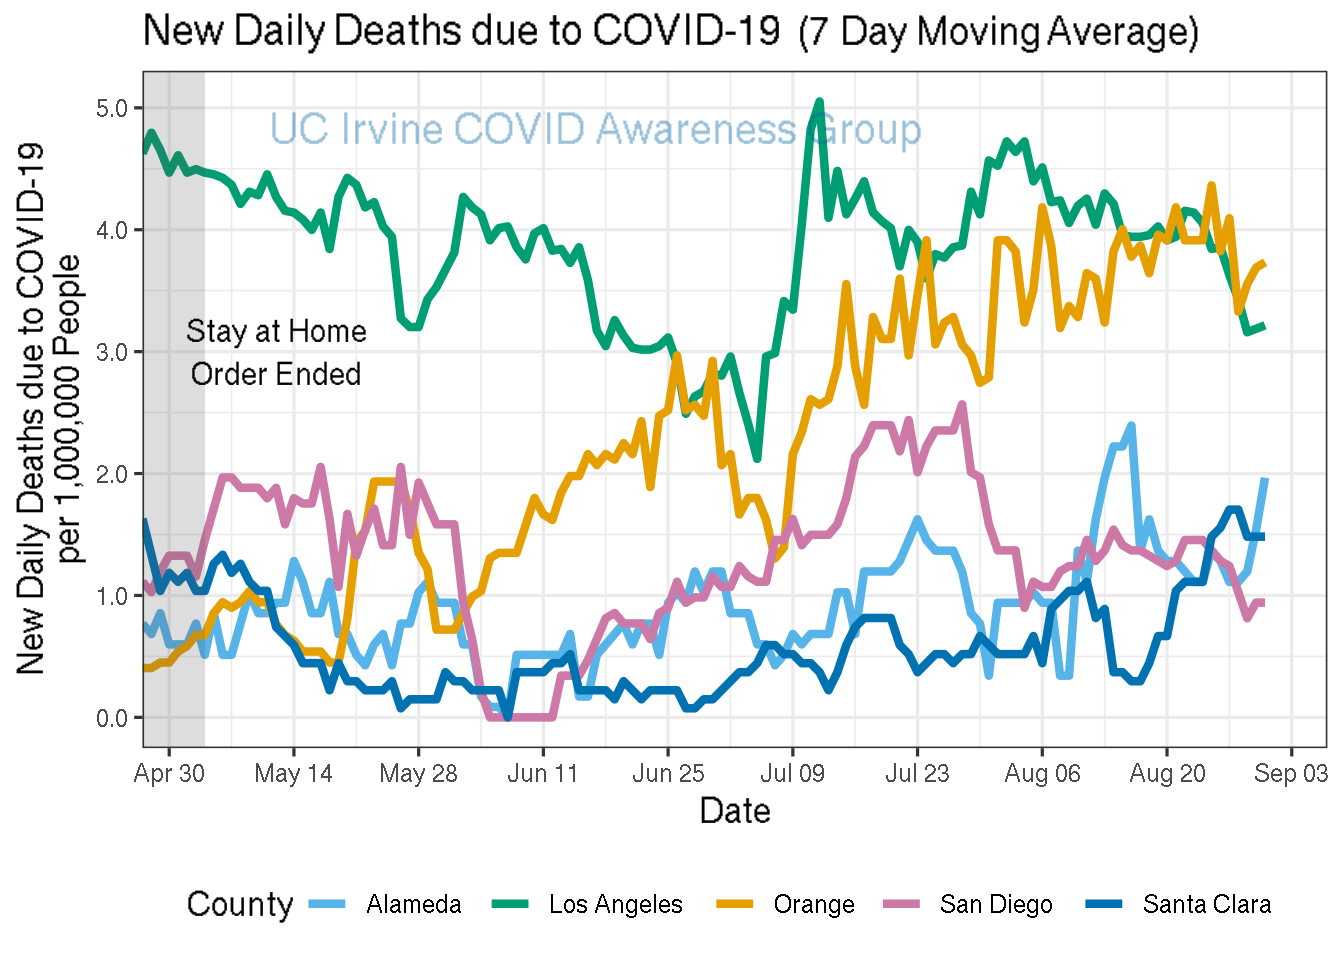 New Daily Deaths due to COVID-19 (7 Day Moving Average)
UC Irvine COVID Awareness Group
New Daily Deaths due to COVID-19
per 1,000,000 People
5.0
4.0
3.0
2.0
1.0
0.0
Stay at Home
Order Ended
Apr 30 May 14 May 28 Jun 11 Jun 25 Jul 09 Jul 23 Aug 06 Aug 20 Sep 03
Date
County Alameda Los Angeles Orange San Diego Santa Clara